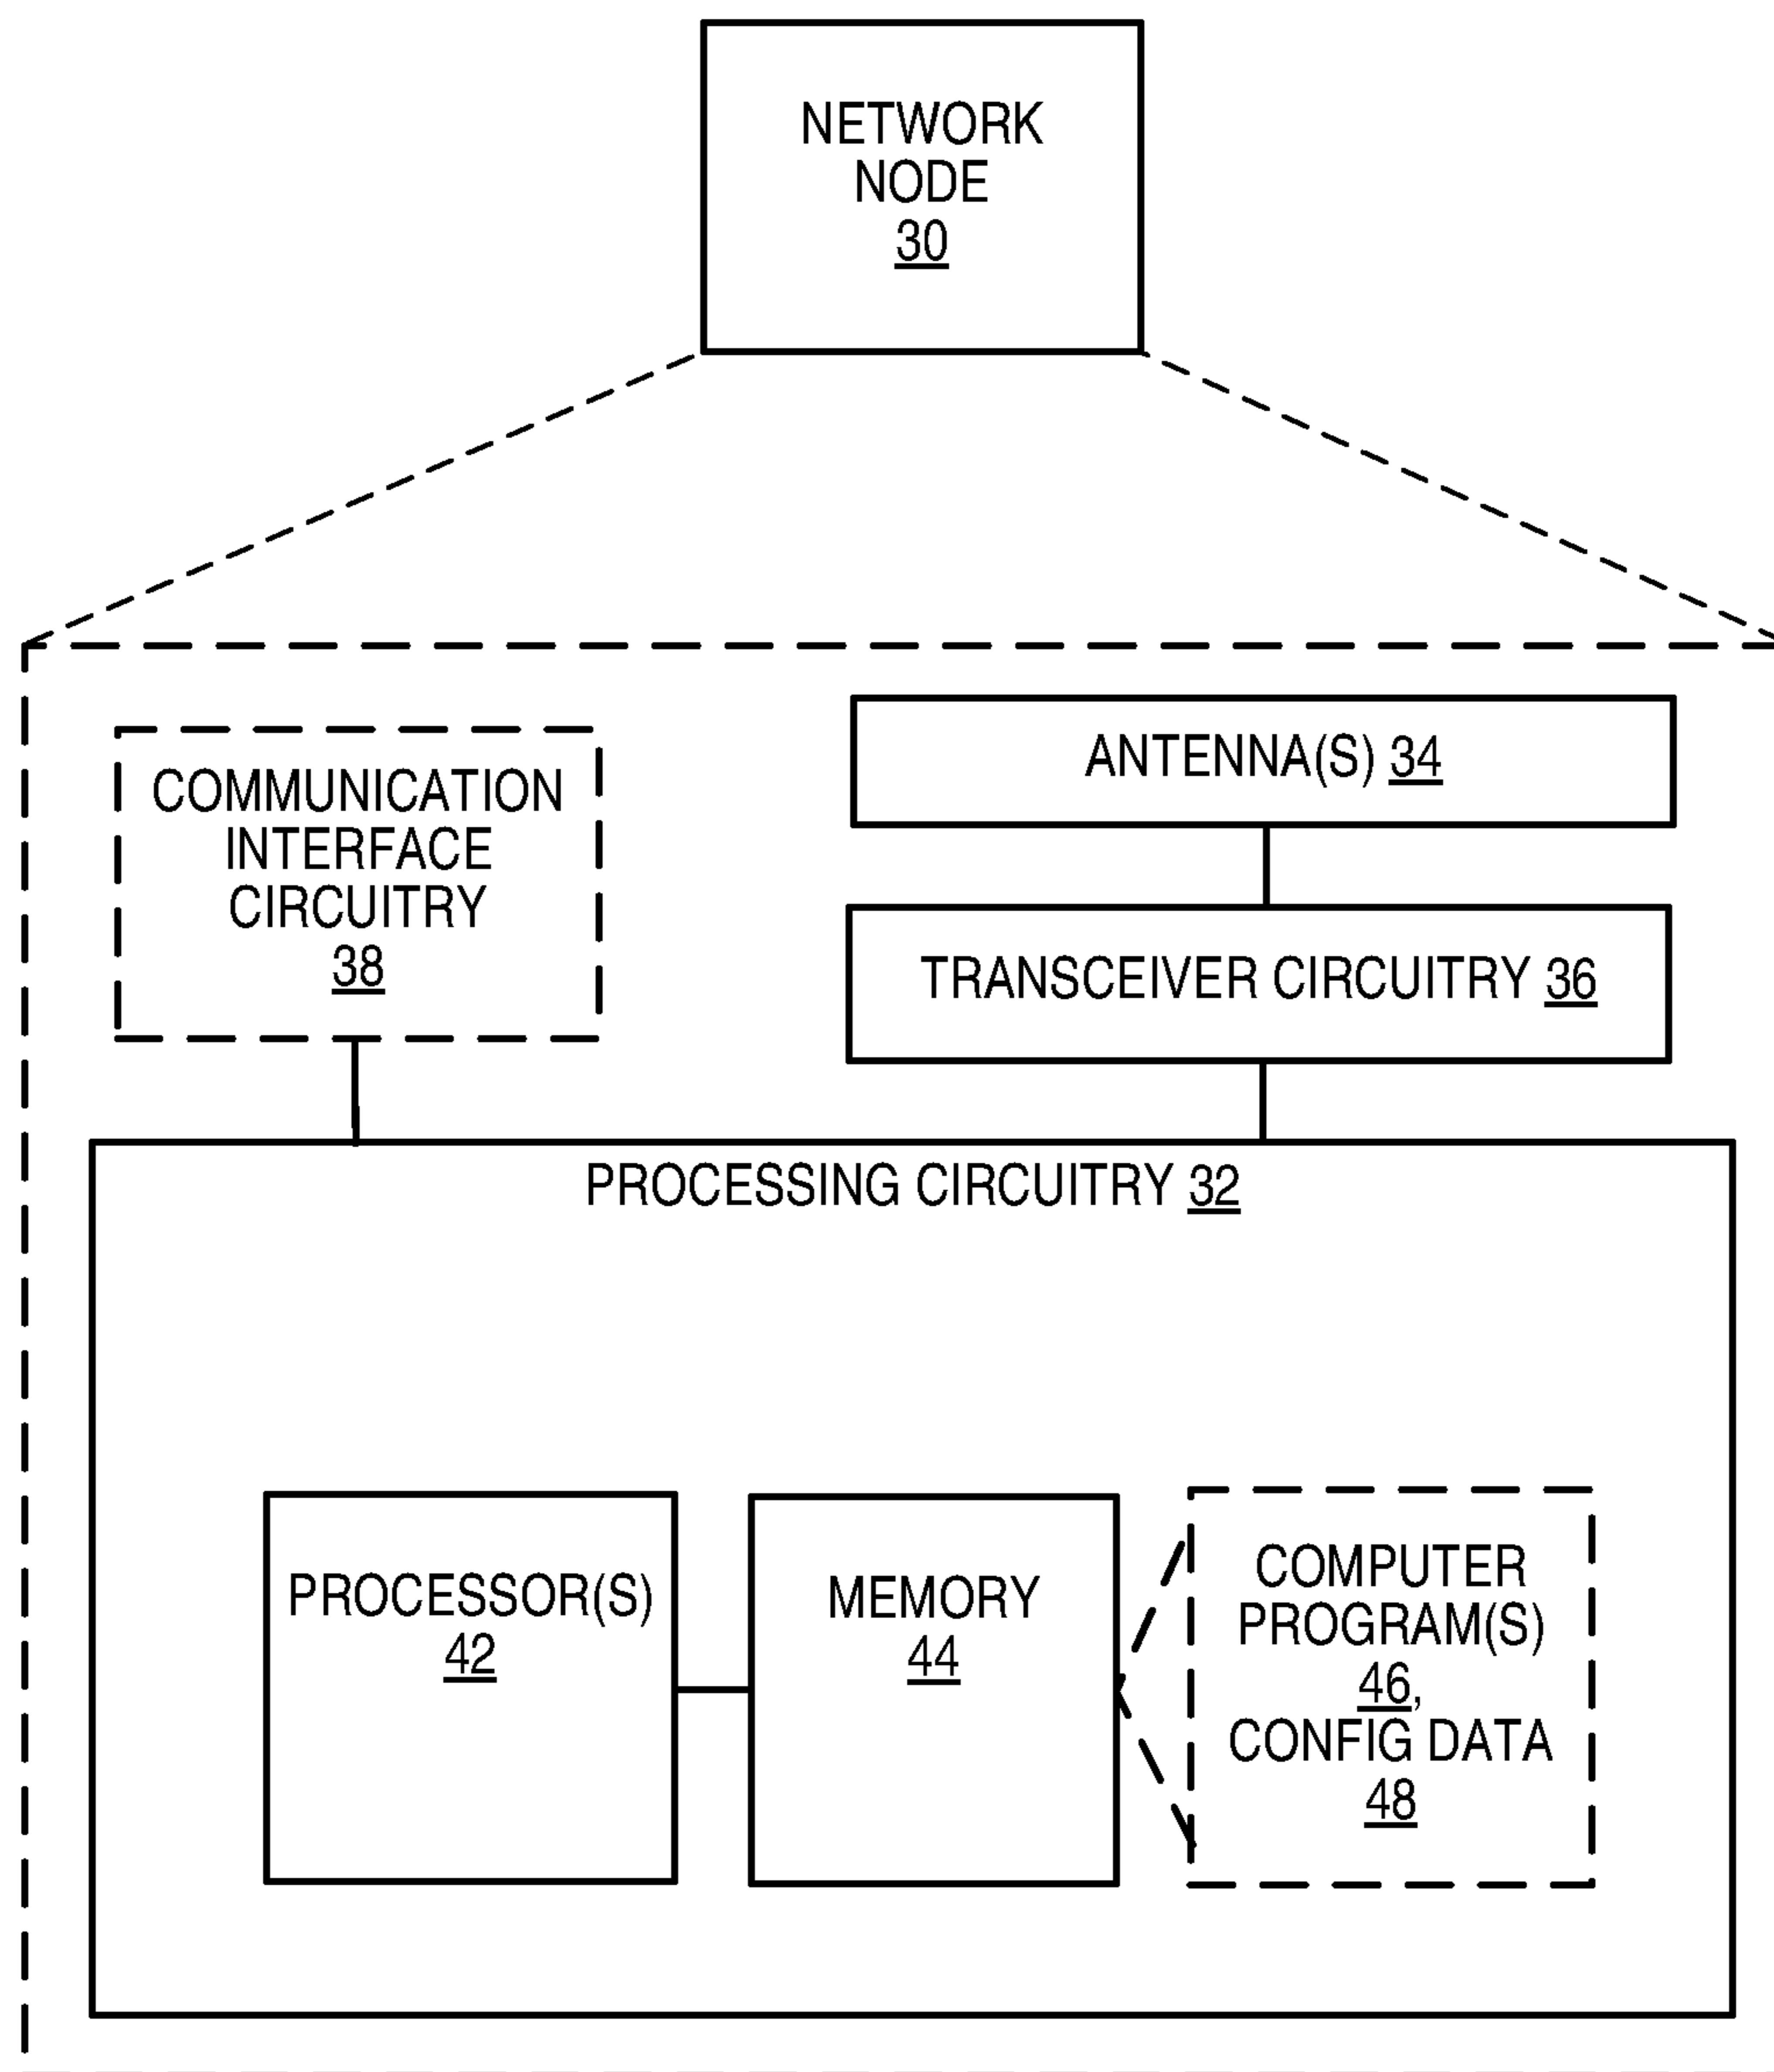 NETWORK
NODE
30
COMMUNICATION
INTERFACE
CIRCUITRY
38
ANTENNA(S) 34
TRANSCEIVER CIRCUITRY 36
PROCESSING CIRCUITRY 32
PROCESSOR(S)
42
MEMORY
44
COMPUTER
PROGRAM(S)
46,
CONFIG DATA
48